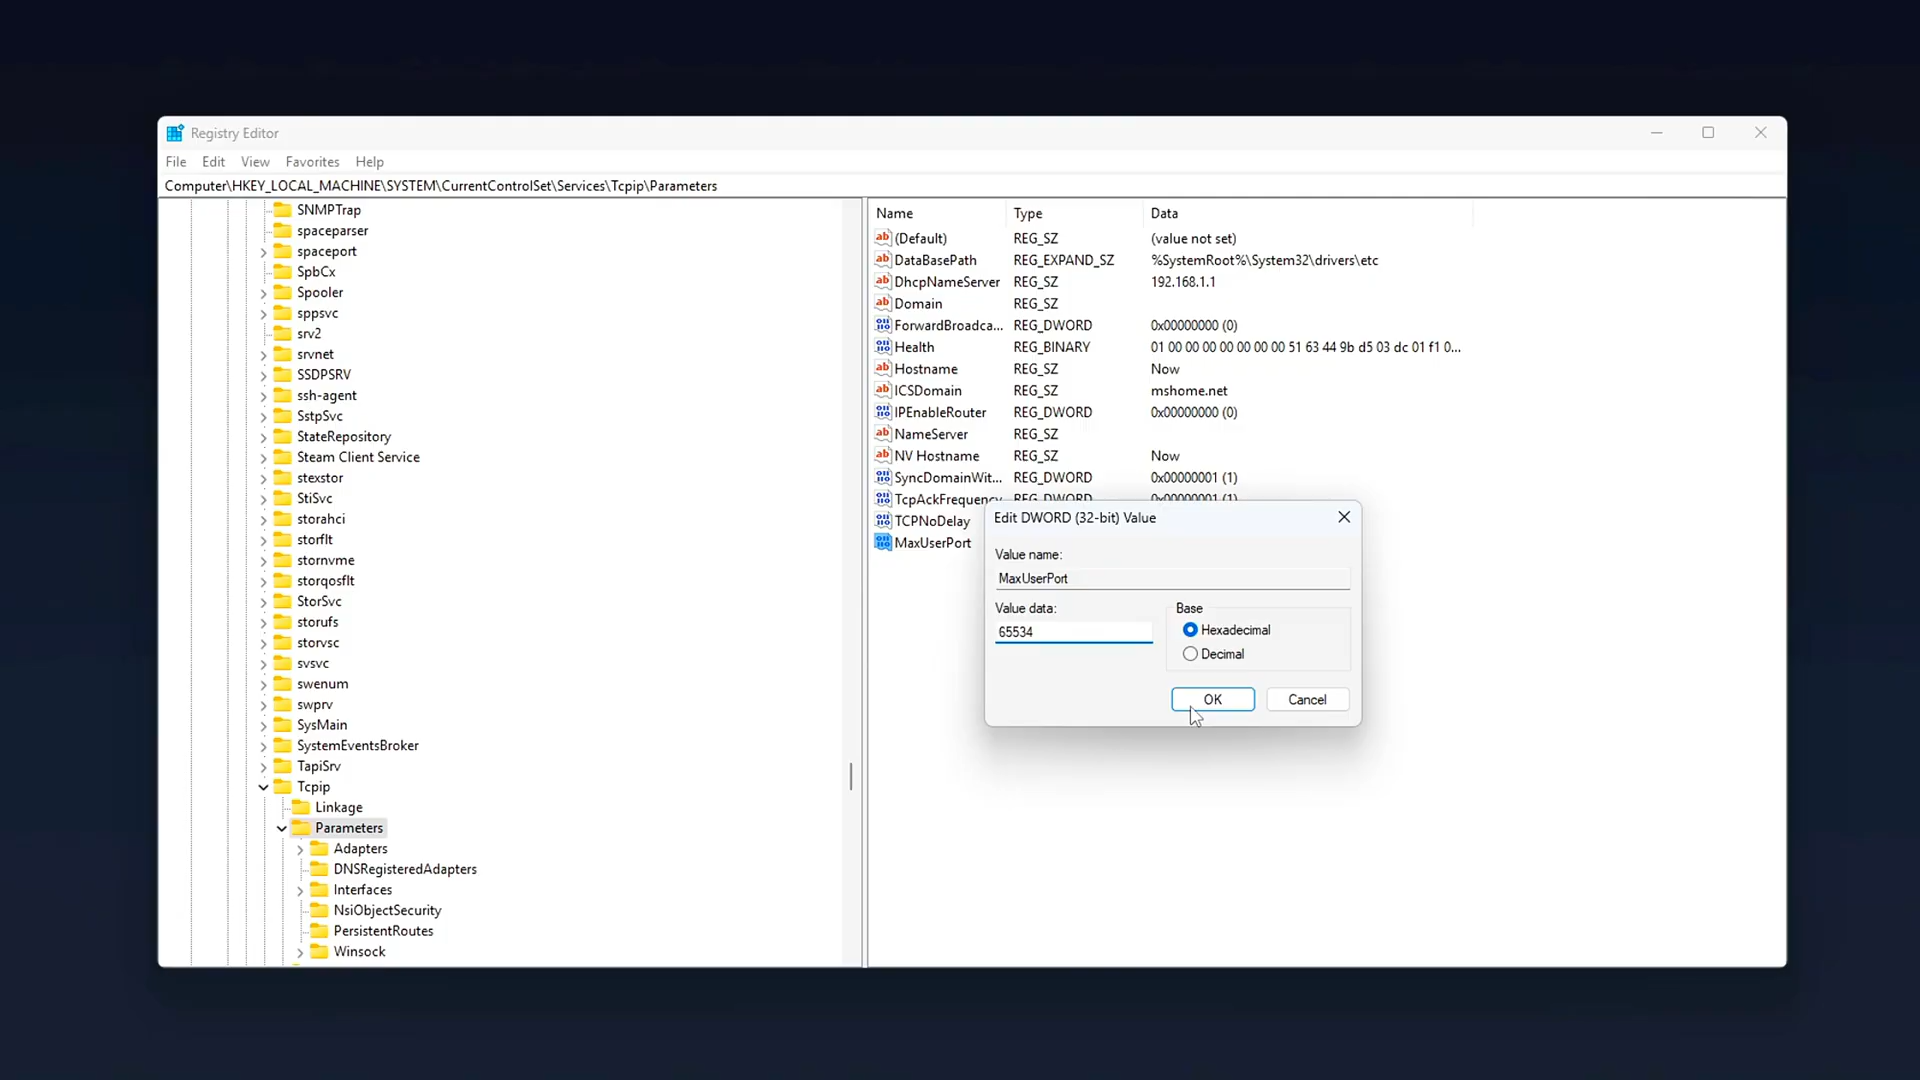 Registry Editor
File Edit View Favorites Help
Computer\HKEY_LOCAL_MACHINE\SYSTEM\CurrentControlSet\Services\Tcpip\Parameters
SNMPTrap
spaceparser
spaceport
SpbCx
Spooler
sppsvc
srv2
srvnet
SSDPSRV
ssh-agent
SstpSvc
StateRepository
Steam Client Service
stexstor
StiSvc
storahci
storflt
stornvme
storqosflt
StorSvc
storufs
storvsc
svsvc
swenum
swprv
SysMain
SystemEventsBroker
TapiSrv
Tcpip
Linkage
Parameters
Adapters
DNSRegisteredAdapters
Interfaces
NsiObjectSecurity
PersistentRoutes
Winsock
Name Type Data
(Default) REG_SZ (value not set)
DataBasePath REG_EXPAND_SZ %SystemRoot%\System32\drivers\etc
DhcpNameServer REG_SZ 192.168.1.1
Domain REG_SZ
ForwardBroadca... REG_DWORD 0x00000000 (0)
Health REG_BINARY 01 00 00 00 00 00 00 00 51 63 44 9b d5 03 dc 01 f1 0...
Hostname REG_SZ Now
ICSDomain REG_SZ mshome.net
IPEnableRouter REG_DWORD 0x00000000 (0)
NameServer REG_SZ
NV Hostname REG_SZ Now
SyncDomainWit... REG_DWORD 0x00000001 (1)
TcpAckFrequency REG_DWORD 0x00000001 (1)
TCPNoDelay
MaxUserPort
Edit DWORD (32-bit) Value
Value name:
MaxUserPort
Value data:
65534
Base
Hexadecimal
Decimal
OK Cancel